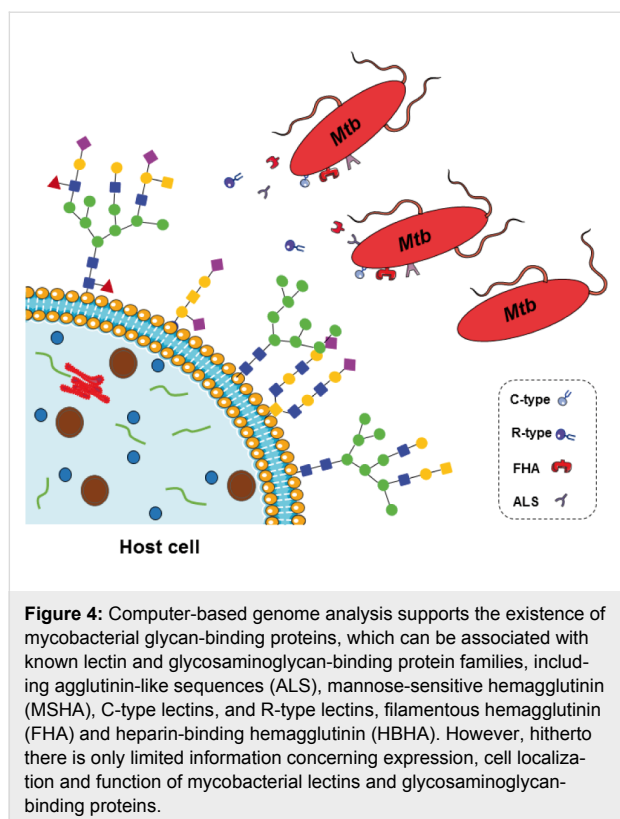 Mtb
Mtb
Mtb
C-type
R-type
FHA
ALS
Host cell
Figure 4: Computer-based genome analysis supports the existence of
mycobacterial glycan-binding proteins, which can be associated with
known lectin and glycosaminoglycan-binding protein families, includ-
ing agglutinin-like sequences (ALS), mannose-sensitive hemagglutinin
(MSHA), C-type lectins, and R-type lectins, filamentous hemagglutinin
(FHA) and heparin-binding hemagglutinin (HBHA). However, hitherto
there is only limited information concerning expression, cell localiza-
tion and function of mycobacterial lectins and glycosaminoglycan-
binding proteins.